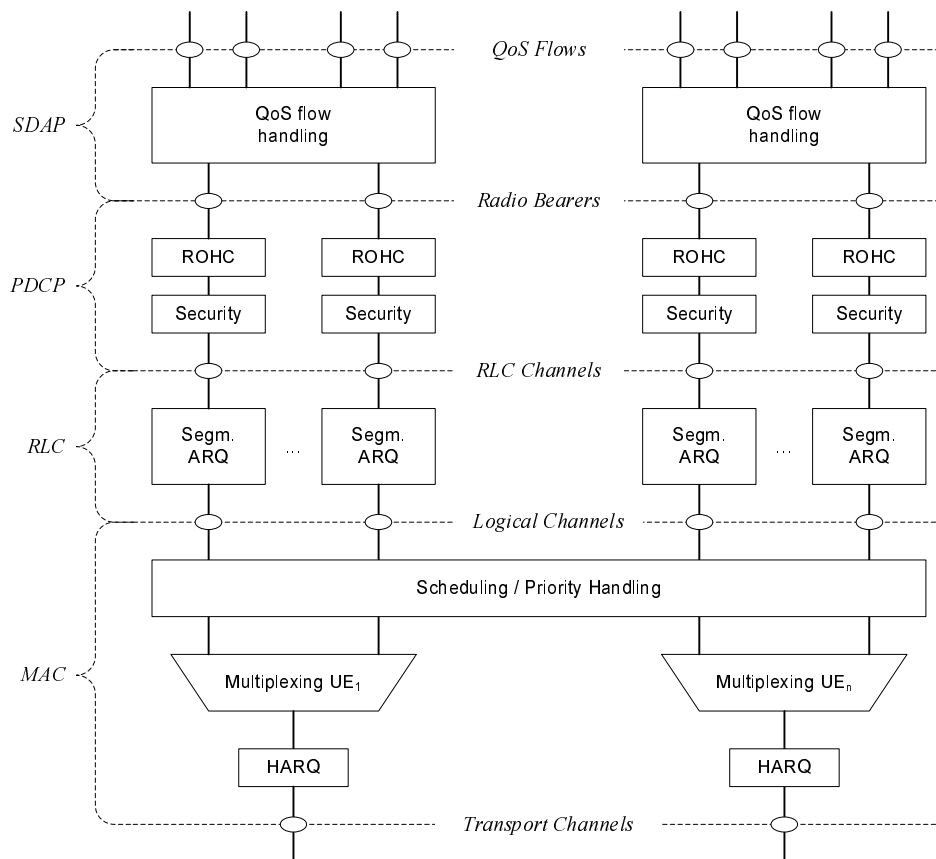 QoS Flows
QoS flow
handling
QoS flow
handling
SDAP
Radio Bearers
ROHC
ROHC
ROHC
ROHC
PDCP
Security
Security
Security
Security
RLC Channels
Segm.
ARQ
...
Segm.
ARQ
Segm.
ARQ
...
Segm.
ARQ
RLC
Logical Channels
Scheduling / Priority Handling
MAC
Multiplexing UE₁
Multiplexing UEₙ
HARQ
HARQ
Transport Channels